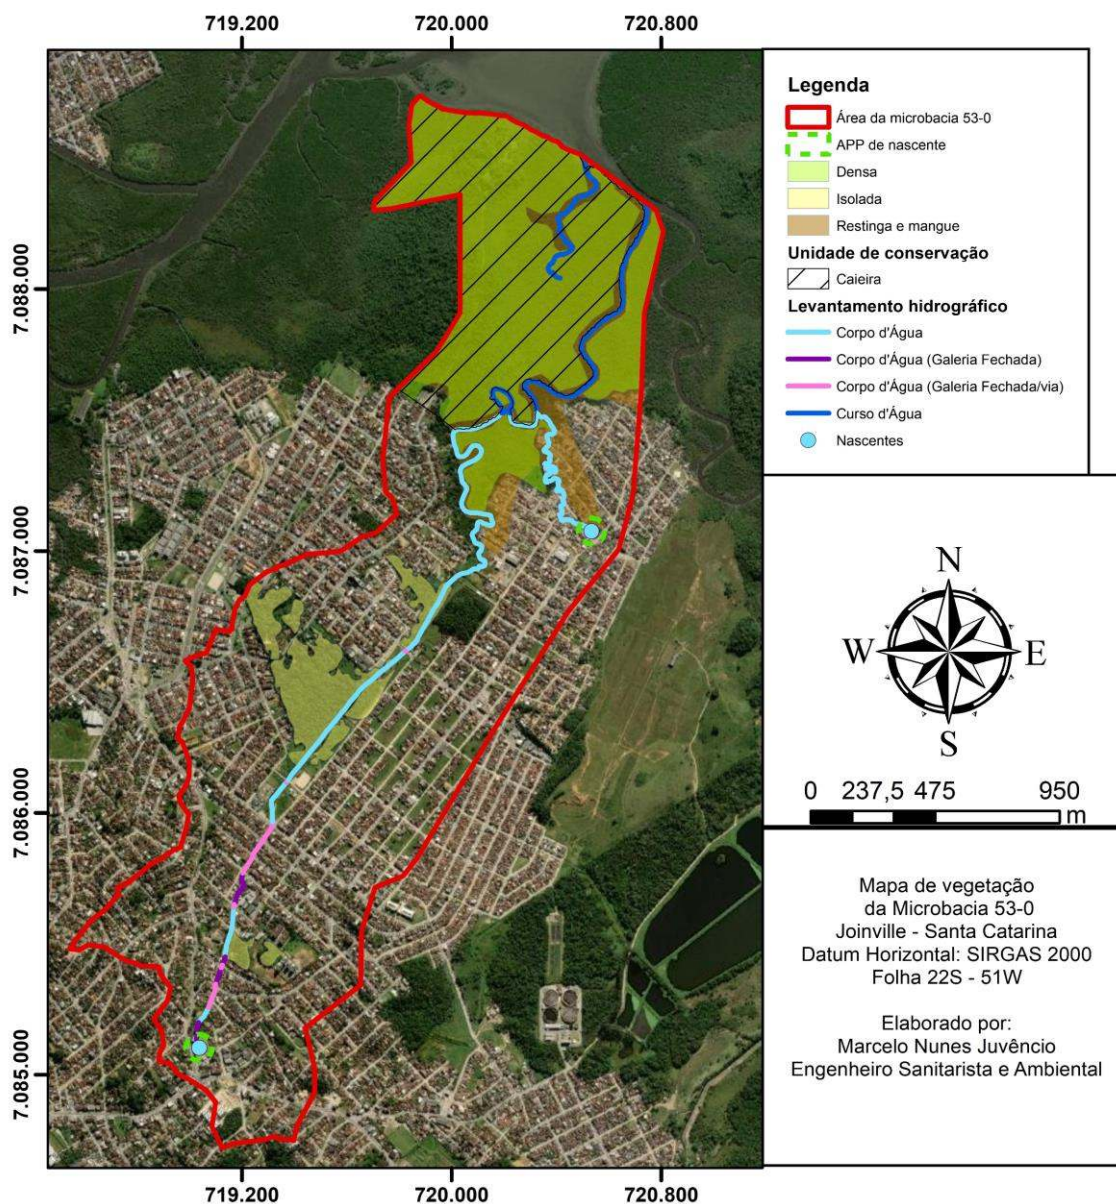 719.200
720.000
720.800
7.088.000
7.087.000
7.086.000
7.085.000
719.200
720.000
720.800
Legenda
Área da microbacia 53-0
APP de nascente
Densa
Isolada
Restinga e mangue
Unidade de conservação
Caieira
Levantamento hidrográfico
Corpo d'Água
Corpo d'Água (Galeria Fechada)
Corpo d'Água (Galeria Fechada/via)
Curso d'Água
Nascentes
N
W
E
S
0 237,5 475 950
m
Mapa de vegetação
da Microbacia 53-0
Joinville - Santa Catarina
Datum Horizontal: SIRGAS 2000
Folha 22S - 51W
Elaborado por:
Marcelo Nunes Juvêncio
Engenheiro Sanitarista e Ambiental